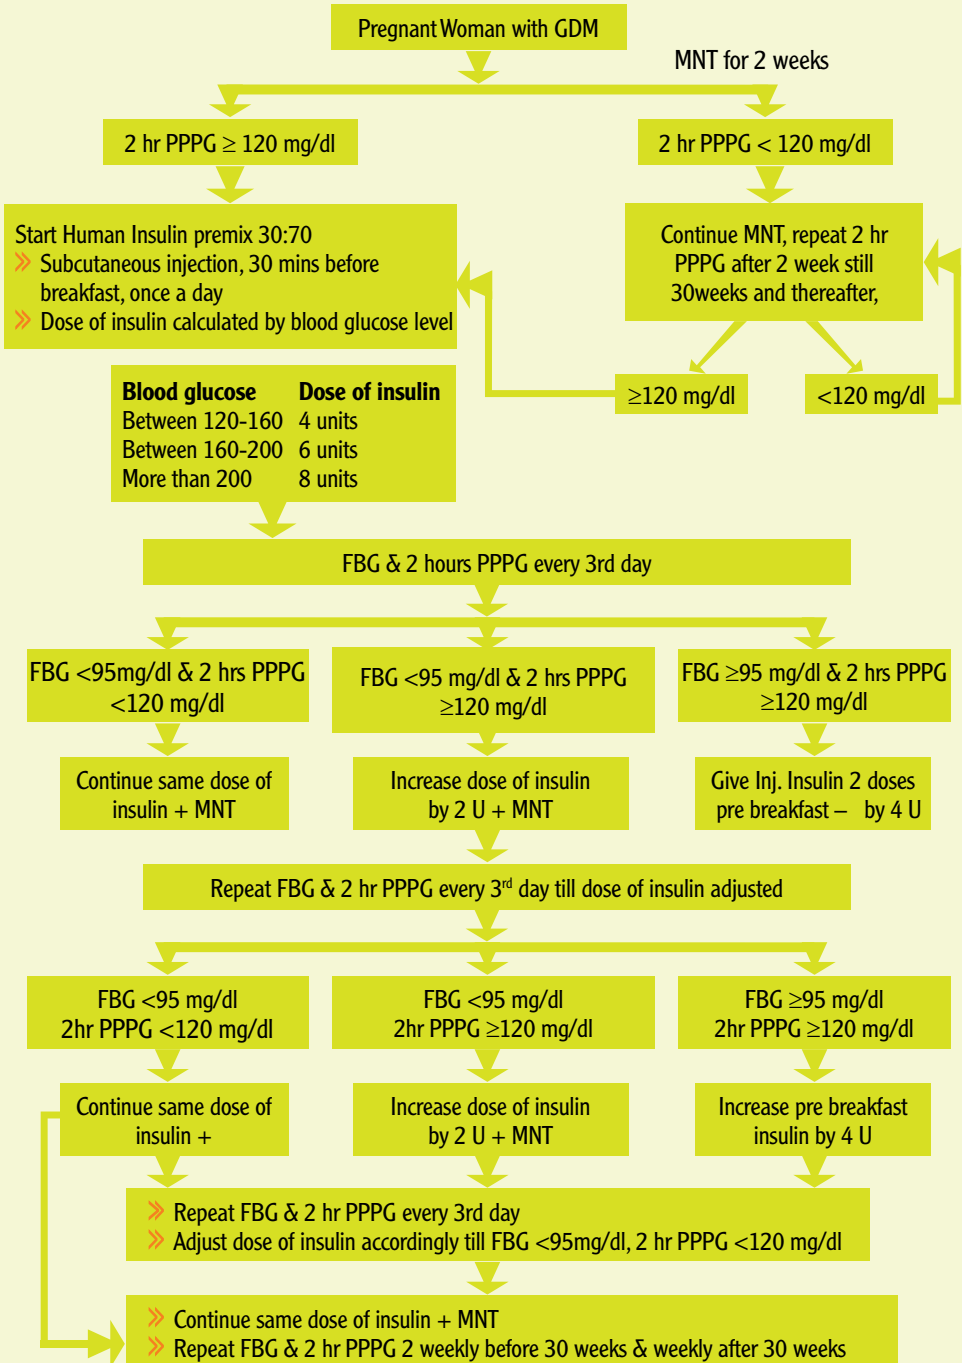 Pregnant Woman with GDM
MNT for 2 weeks
2 hr PPPG ≥ 120 mg/dl
2 hr PPPG < 120 mg/dl
Start Human Insulin premix 30:70
» Subcutaneous injection, 30 mins before
breakfast, once a day
» Dose of insulin calculated by blood glucose level
Continue MNT, repeat 2 hr
PPPG after 2 week still
30weeks and thereafter,
≥120 mg/dl
<120 mg/dl
Blood glucose Dose of insulin
Between 120-160 4 units
Between 160-200 6 units
More than 200 8 units
FBG & 2 hours PPPG every 3rd day
FBG <95mg/dl & 2 hrs PPPG
<120 mg/dl
FBG <95 mg/dl & 2 hrs PPPG
≥120 mg/dl
FBG ≥95 mg/dl & 2 hrs PPPG
≥120 mg/dl
Continue same dose of
insulin + MNT
Increase dose of insulin
by 2 U + MNT
Give Inj. Insulin 2 doses
pre breakfast – by 4 U
Repeat FBG & 2 hr PPPG every 3rd day till dose of insulin adjusted
FBG <95 mg/dl
2hr PPPG <120 mg/dl
FBG <95 mg/dl
2hr PPPG ≥120 mg/dl
FBG ≥95 mg/dl
2hr PPPG ≥120 mg/dl
Continue same dose of
insulin +
Increase dose of insulin
by 2 U + MNT
Increase pre breakfast
insulin by 4 U
» Repeat FBG & 2 hr PPPG every 3rd day
» Adjust dose of insulin accordingly till FBG <95mg/dl, 2 hr PPPG <120 mg/dl
» Continue same dose of insulin + MNT
» Repeat FBG & 2 hr PPPG 2 weekly before 30 weeks & weekly after 30 weeks